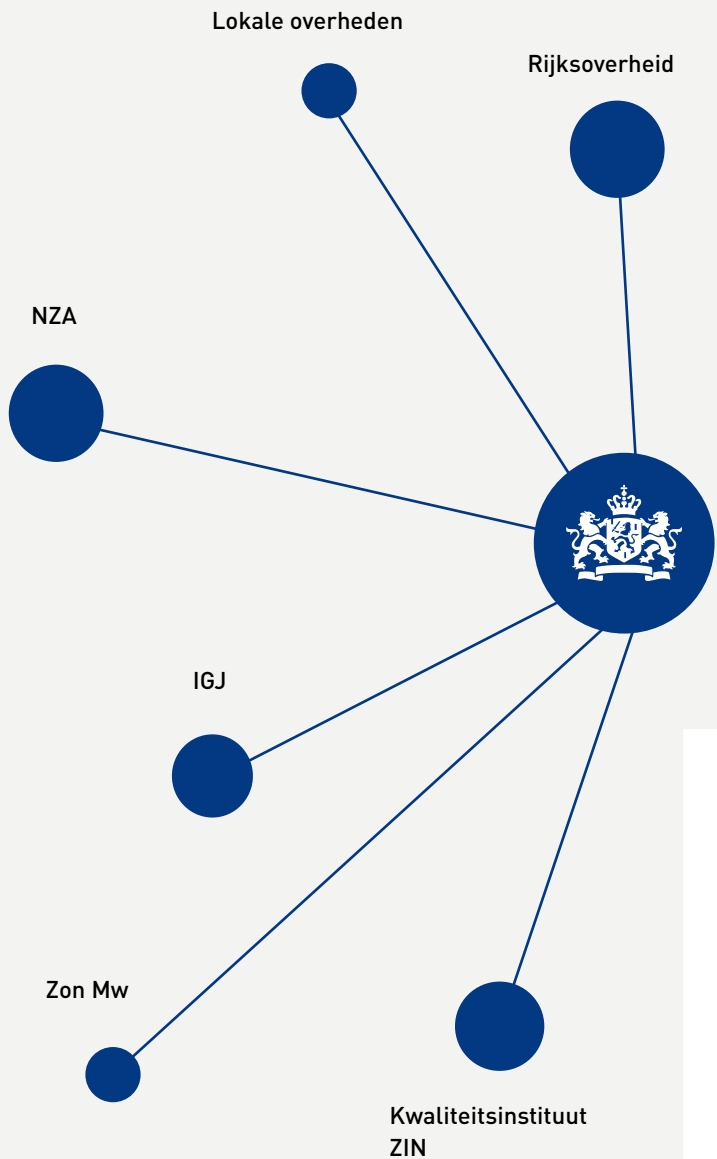 Lokale overheden
Rijksoverheid
NZA
IGJ
Zon Mw
Kwaliteitsinstituut
ZIN